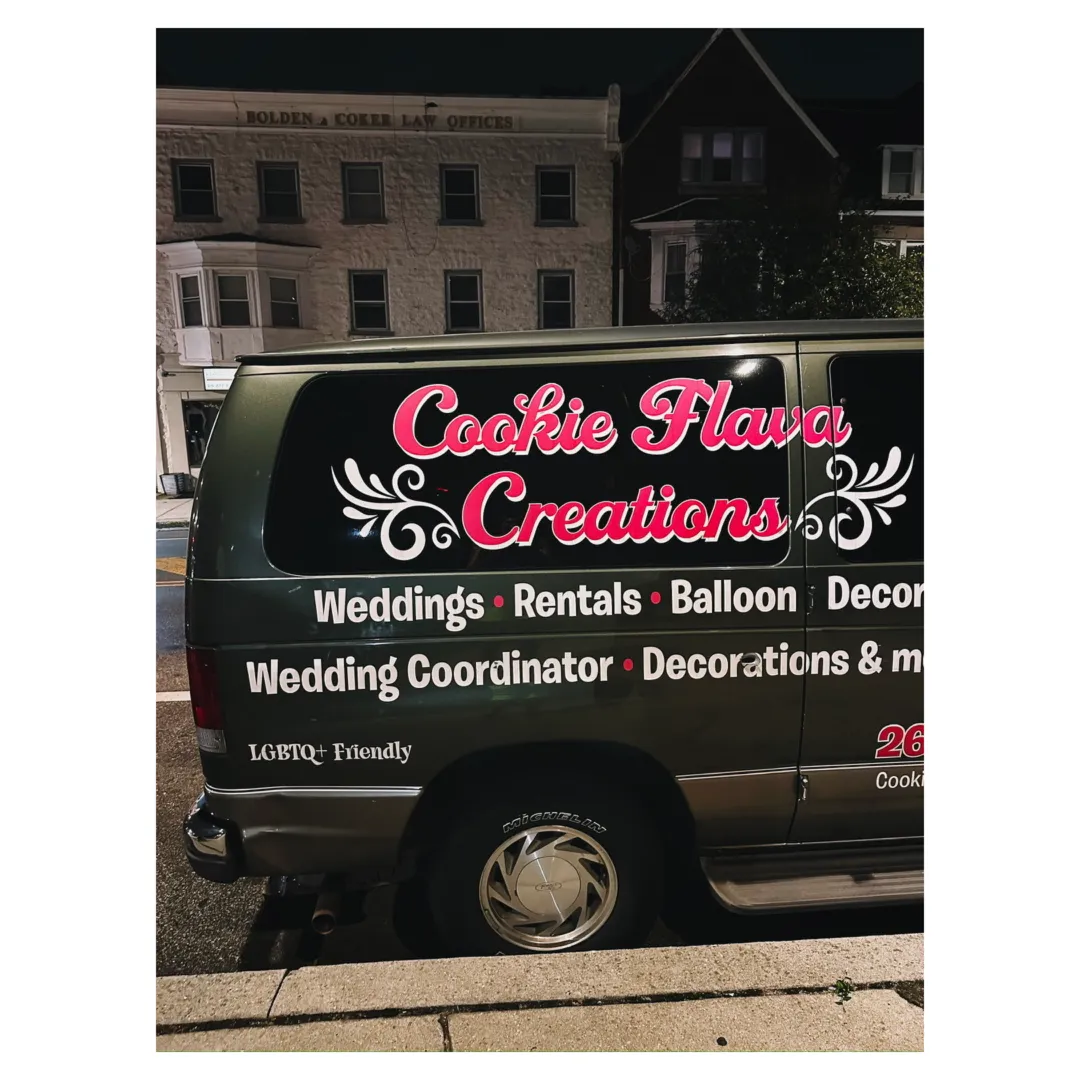 BOLDEN & COKER LAW OFFICES
Cookie Flava
Creations
Weddings • Rentals • Balloon Decor
Wedding Coordinator • Decorations & m
26
LGBTQ+ Friendly
Cooki
MICHELIN